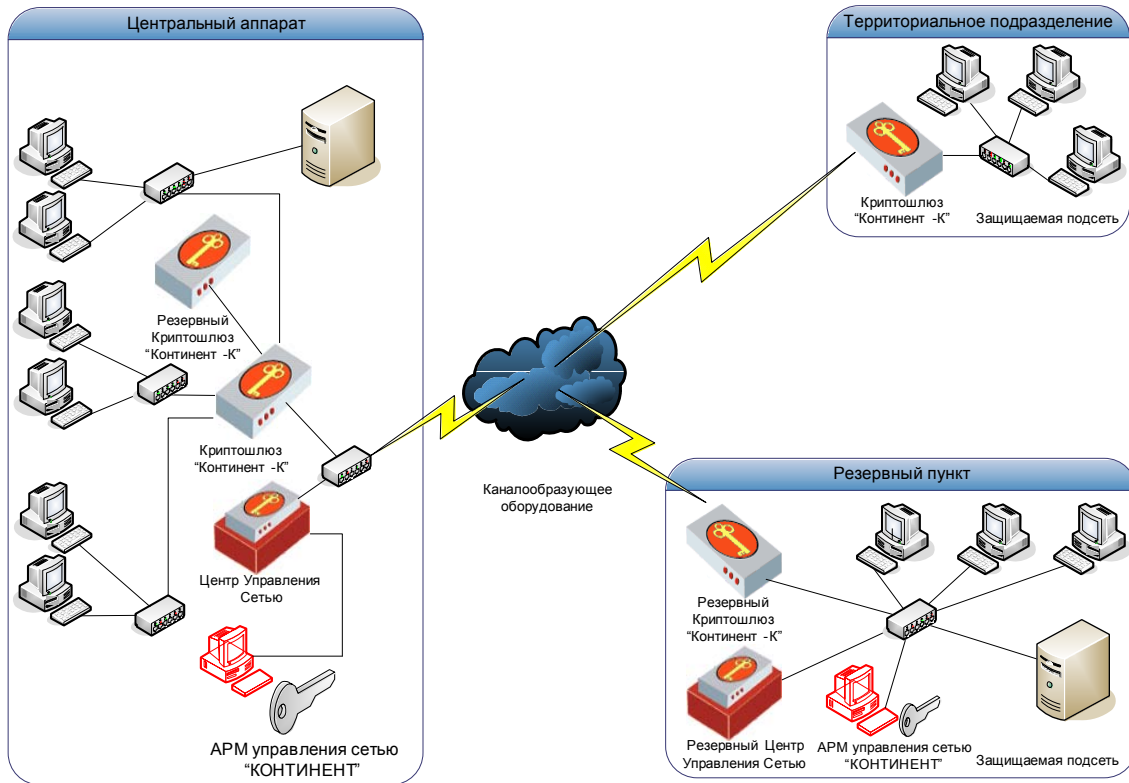 Центральный аппарат
Резервный
Криптошлюз
“Континент -К”
Криптошлюз
“Континент -К”
Центр Управления
Сетью
АРМ управления сетью
“КОНТИНЕНТ”
Каналообразующее
оборудование
Территориальное подразделение
Криптошлюз
“Континент -К”
Защищаемая подсеть
Резервный пункт
Резервный
Криптошлюз
“Континент -К”
Резервный Центр
Управления Сетью
АРМ управления сетью
“КОНТИНЕНТ”
Защищаемая подсеть